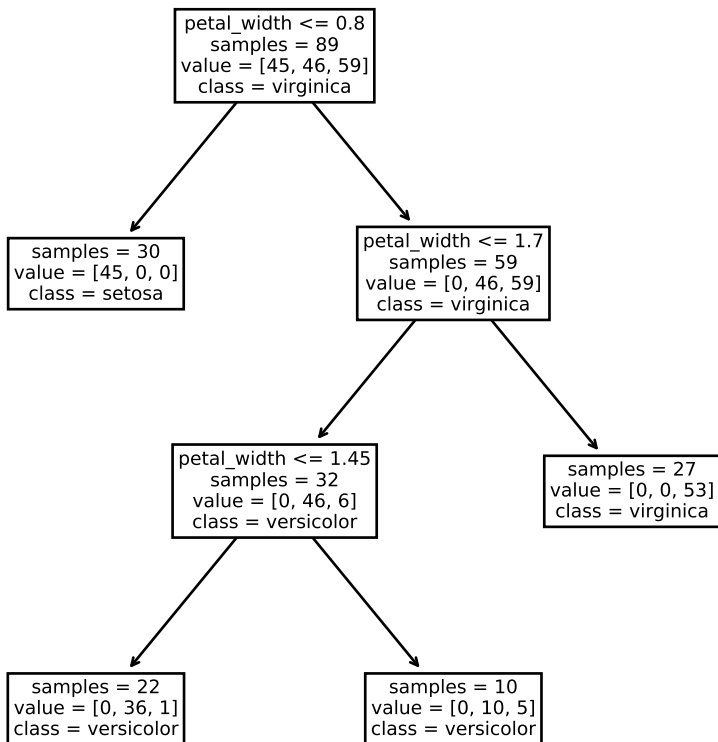 petal_width <= 0.8
samples = 89
value = [45, 46, 59]
class = virginica
samples = 30
value = [45, 0, 0]
class = setosa
petal_width <= 1.7
samples = 59
value = [0, 46, 59]
class = virginica
petal_width <= 1.45
samples = 32
value = [0, 46, 6]
class = versicolor
samples = 27
value = [0, 0, 53]
class = virginica
samples = 22
value = [0, 36, 1]
class = versicolor
samples = 10
value = [0, 10, 5]
class = versicolor